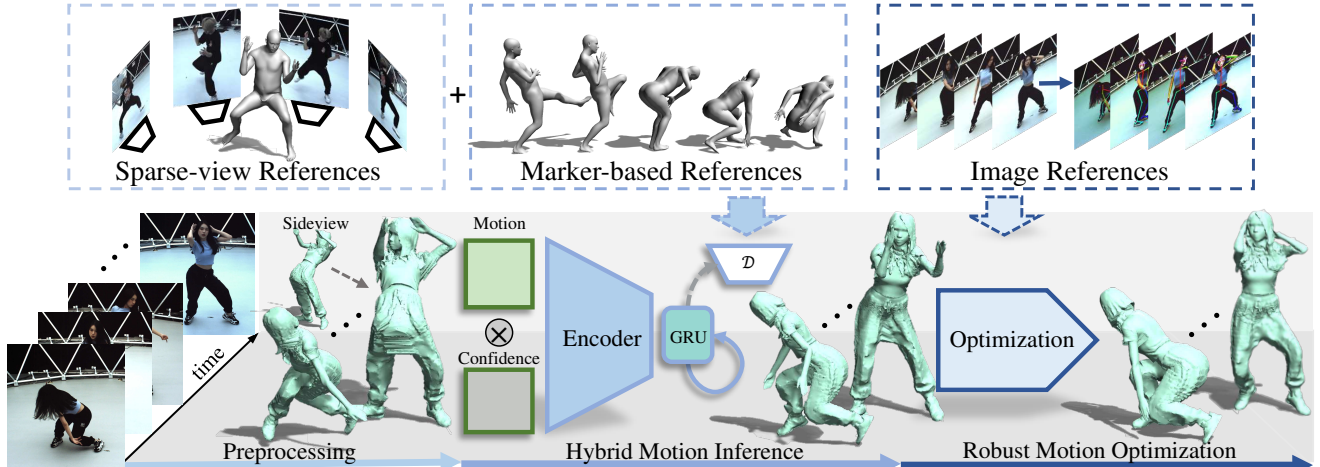 Sparse-view References
+
Marker-based References
Image References
Sideview
Motion
Confidence
Encoder
GRU
𝒟
Optimization
time
Preprocessing
Hybrid Motion Inference
Robust Motion Optimization